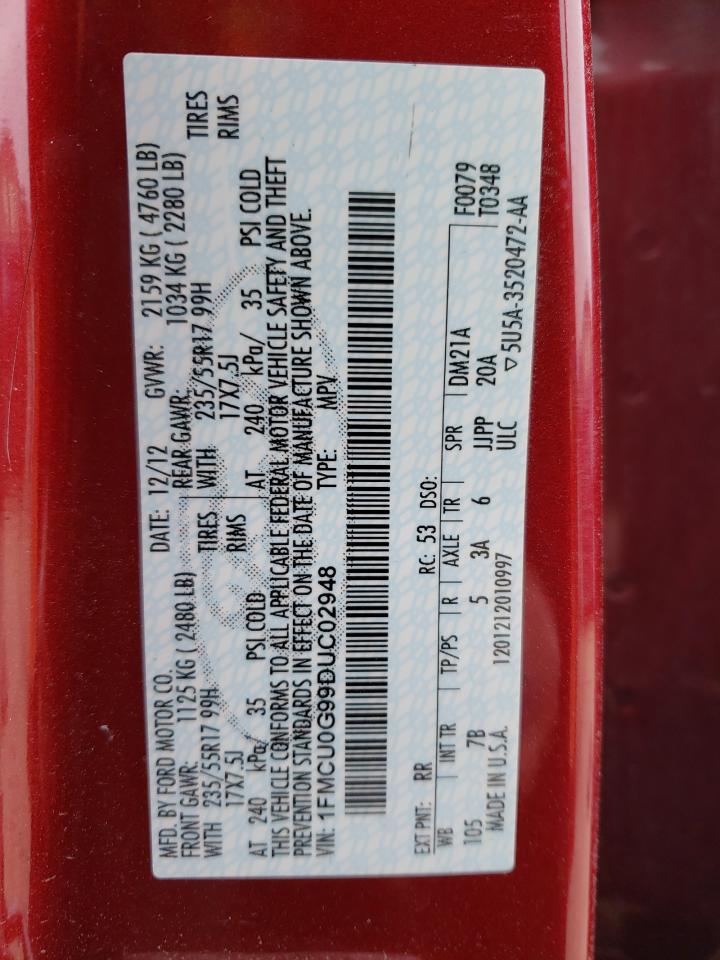 MFD. BY FORD MOTOR CO. DATE: 12/12 GVWR: 2159 KG ( 4760 LB)
FRONT GAWR: 1125 KG ( 2480 LB) REAR GAWR: 1034 KG ( 2280 LB)
WITH 235/55R17 99H TIRES WITH 235/55R17 99H TIRES
17X7.5J RIMS 17X7.5J RIMS
AT 240 kPa/ 35 PSI COLD AT 240 kPa/ 35 PSI COLD
THIS VEHICLE CONFORMS TO ALL APPLICABLE FEDERAL MOTOR VEHICLE SAFETY AND THEFT
PREVENTION STANDARDS IN EFFECT ON THE DATE OF MANUFACTURE SHOWN ABOVE.
VIN: 1FMCU0G99DUC02948 TYPE: MPV
EXT PNT: RR RC: 53 DSO: F0079
WB INT TR TP/PS R AXLE TR SPR DM21A T0348
105 7B 5 3A 6 JJPP 20A
MADE IN U.S.A. 1201212010997 ULC ▽5U5A-3520472-AA